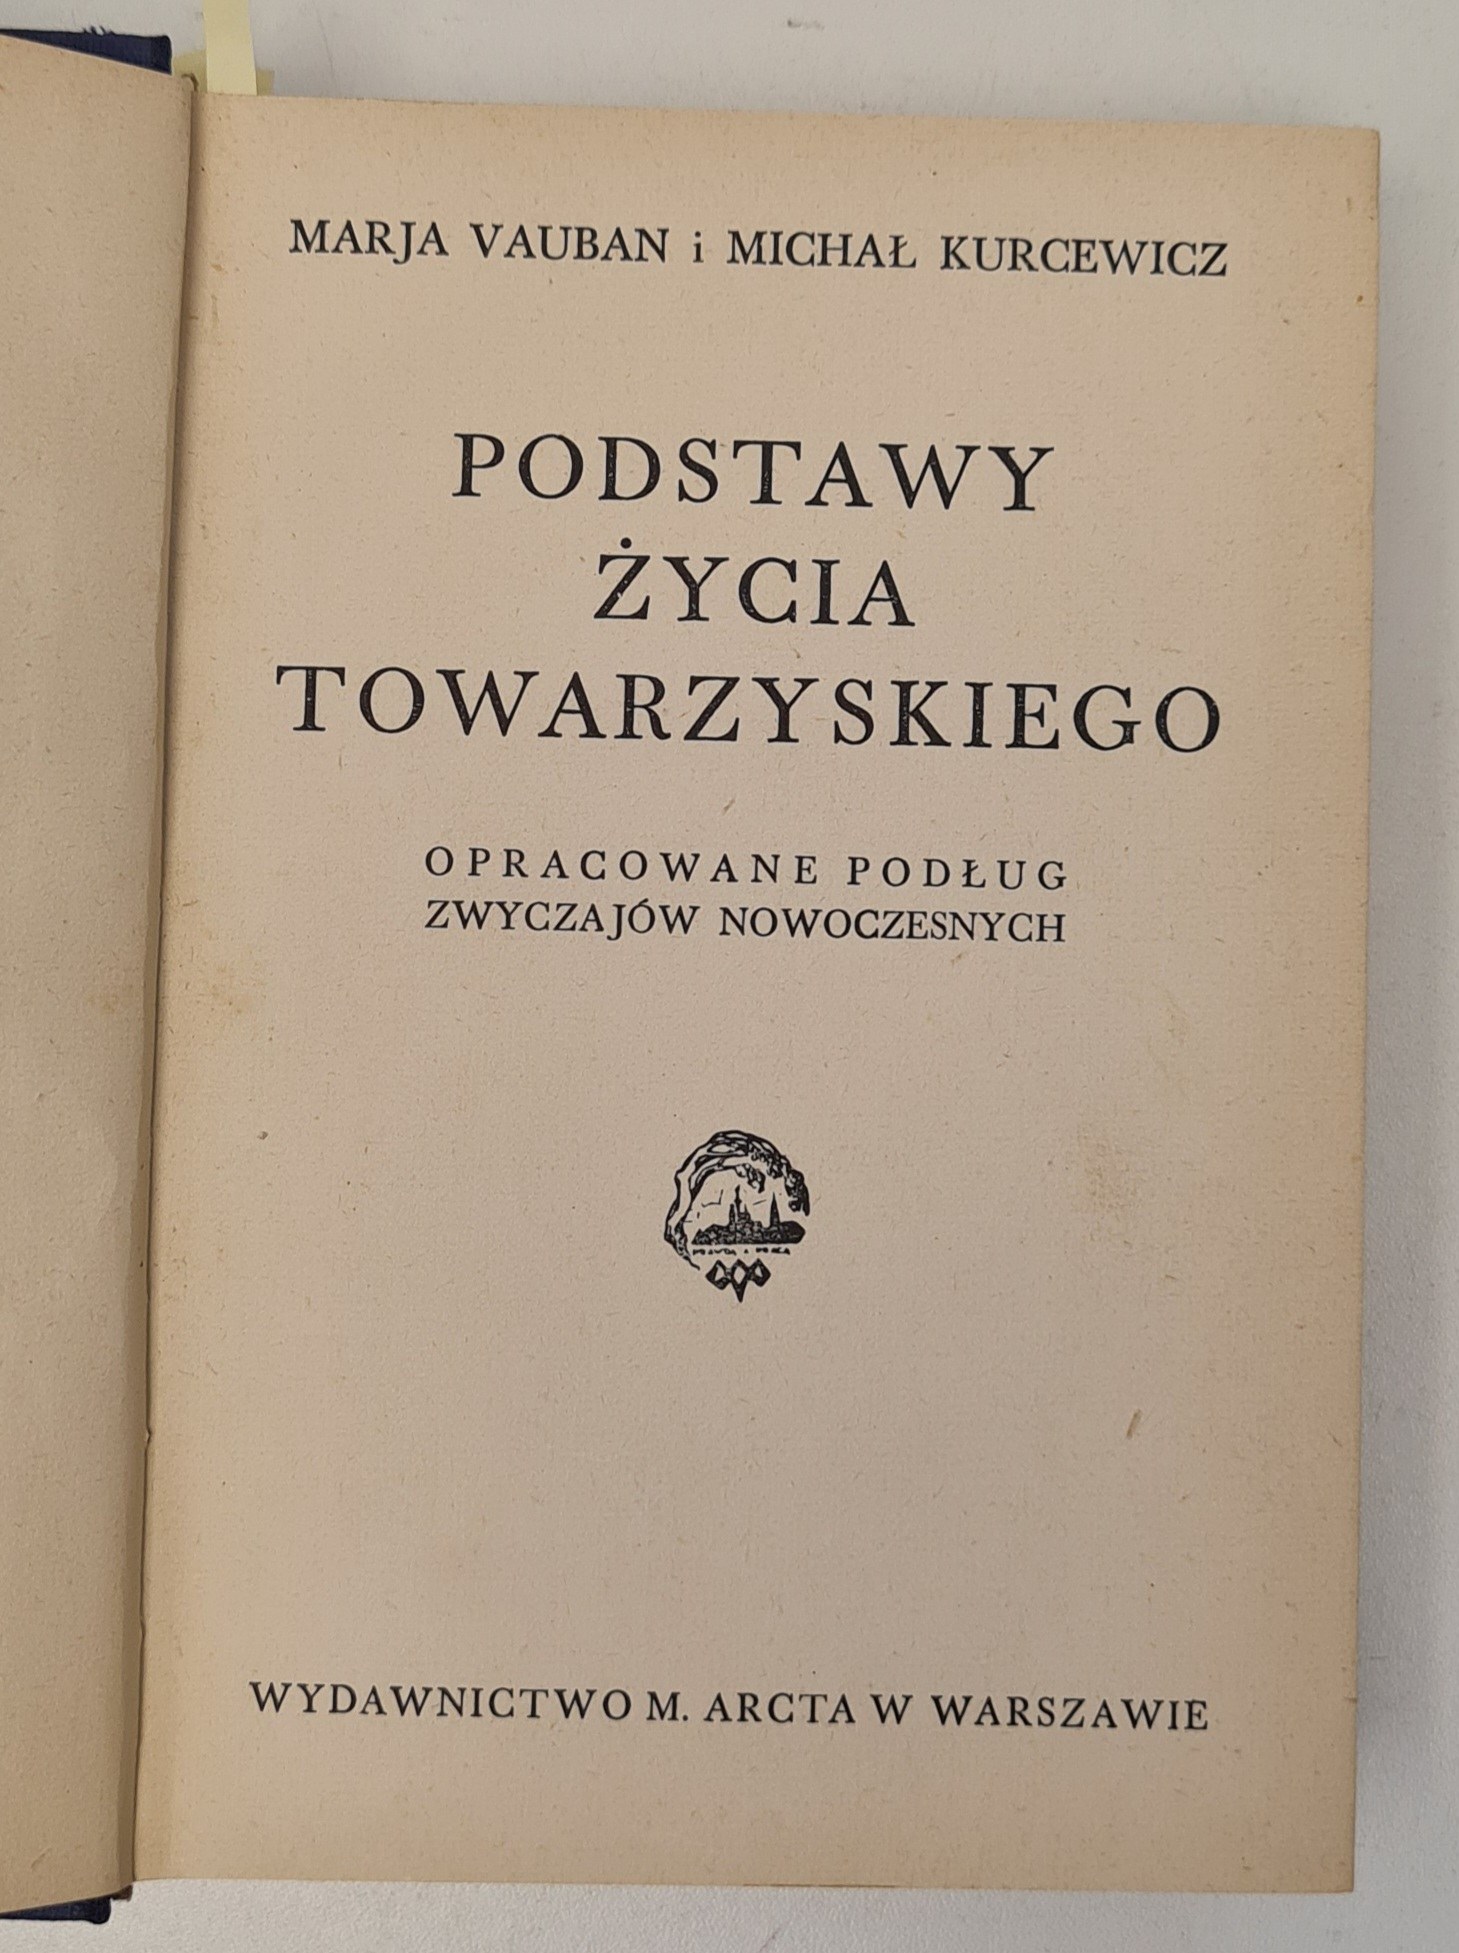 MARJA VAUBAN i MICHAŁ KURCEWICZ
PODSTAWY
ŻYCIA
TOWARZYSKIEGO
OPRACOWANE PODŁUG
ZWYCZAJÓW NOWOCZESNYCH
WYDAWNICTWO M. ARCTA W WARSZAWIE